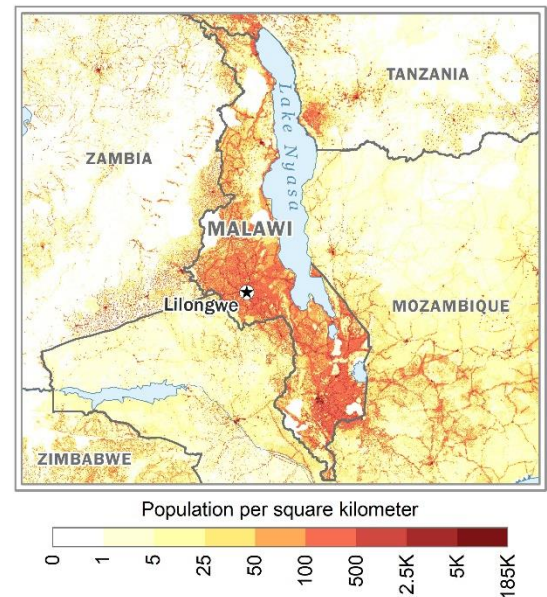 TANZANIA
Lake Nyasa
ZAMBIA
MALAWI
Lilongwe
MOZAMBIQUE
ZIMBABWE
Population per square kilometer
0 1 5 25 50 100 500 2.5K 5K 185K